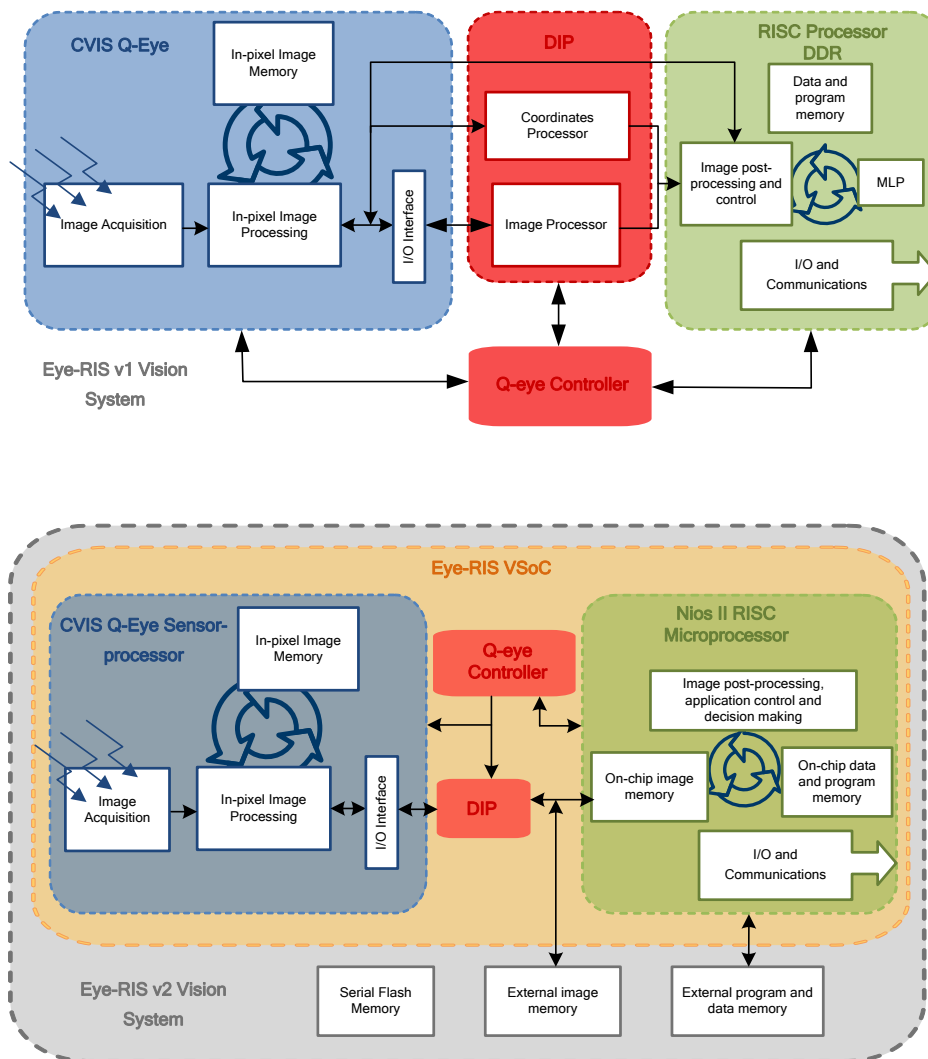 CVIS Q-Eye
In-pixel Image
Memory
Image Acquisition
In-pixel Image
Processing
I/O Interface
DIP
Coordinates
Processor
Image Processor
RISC Processor
DDR
Data and
program
memory
Image post-
processing and
control
MLP
I/O and
Communications
Eye-RIS v1 Vision
System
Q-eye Controller
Eye-RIS VSoC
CVIS Q-Eye Sensor-
processor
In-pixel Image
Memory
Image
Acquisition
In-pixel Image
Processing
I/O Interface
Q-eye
Controller
DIP
Nios II RISC
Microprocessor
Image post-processing,
application control and
decision making
On-chip image
memory
On-chip data
and program
memory
I/O and
Communications
Eye-RIS v2 Vision
System
Serial Flash
Memory
External image
memory
External program and
data memory